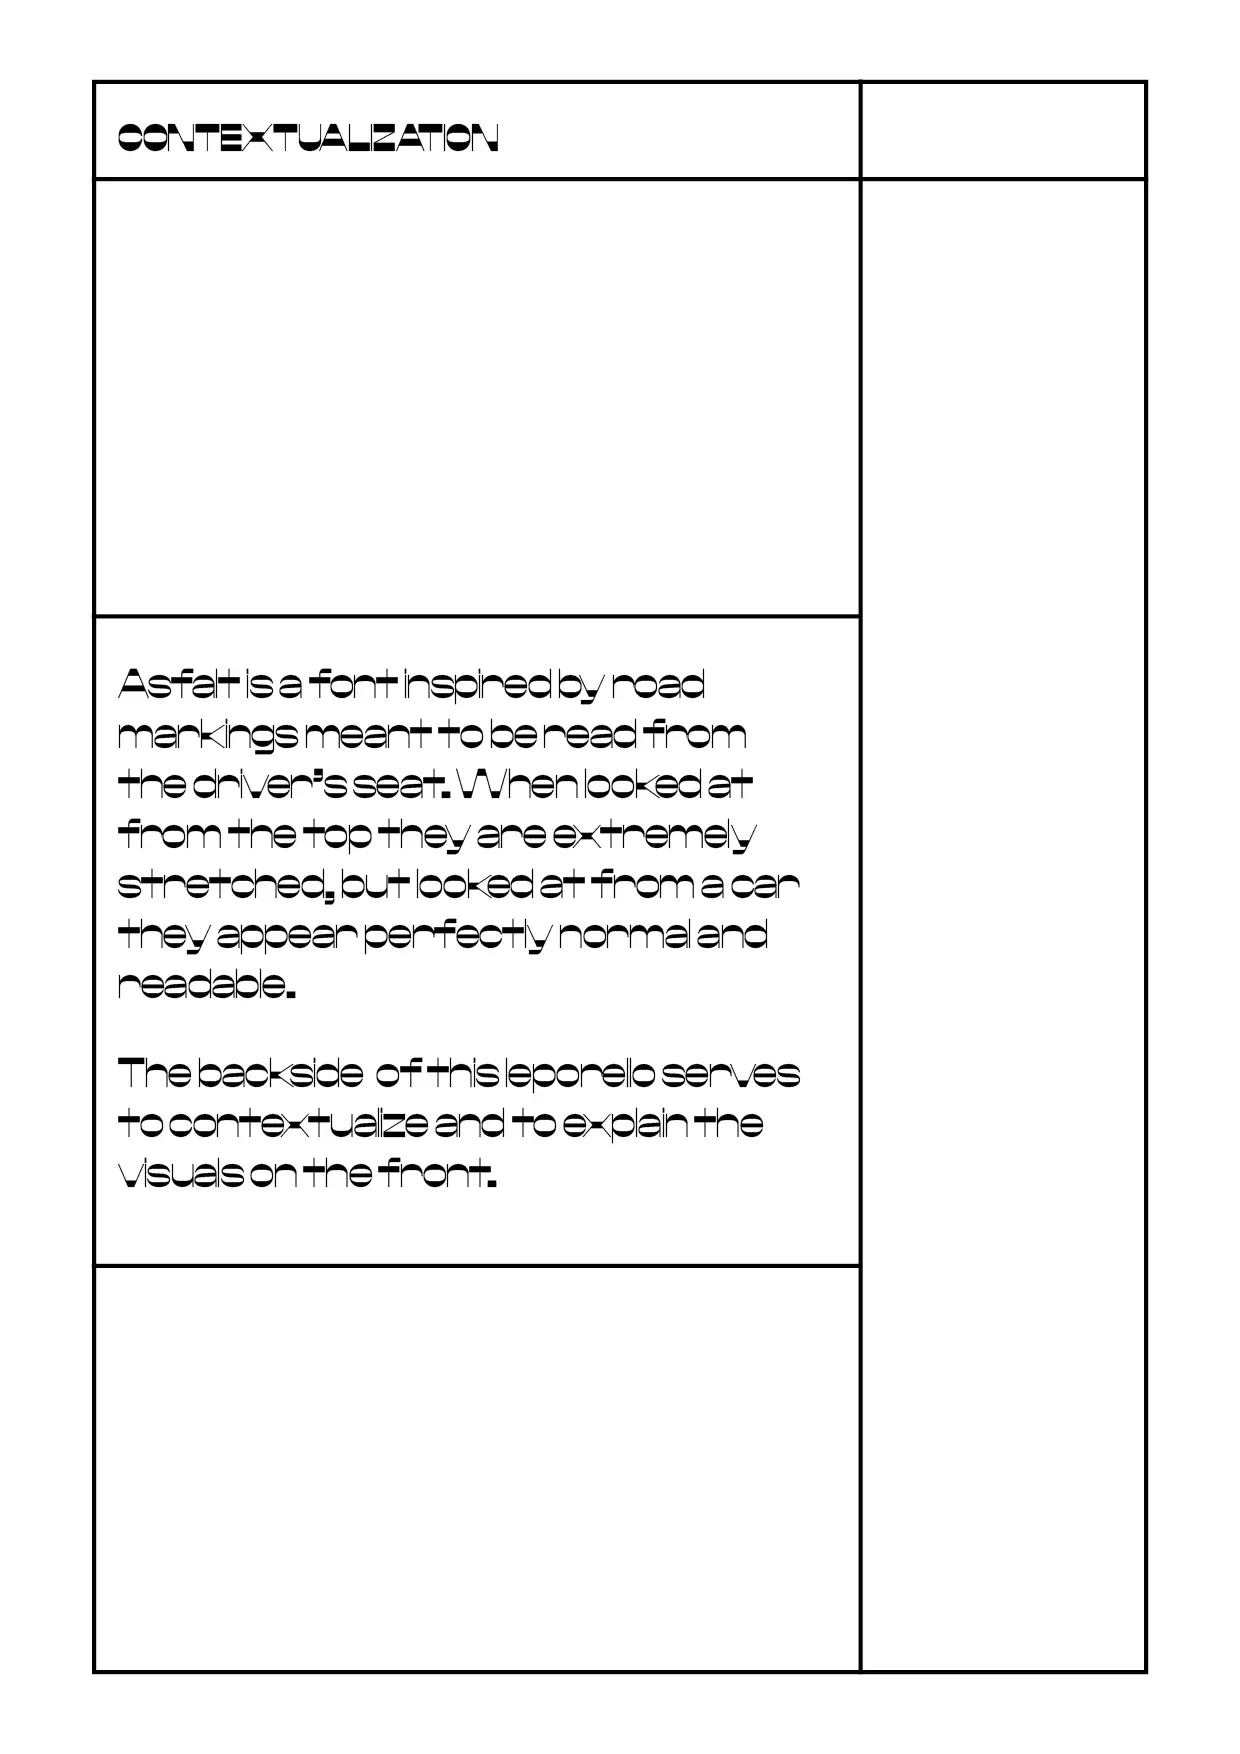 CONTEXTUALIZATION
Asfalt is a font inspired by road
markings meant to be read from
the driver's seat. When looked at
from the top they are extremely
stretched, but looked at from a car
they appear perfectly normal and
readable.
The backside of this leporello serves
to contextualize and to explain the
visuals on the front.